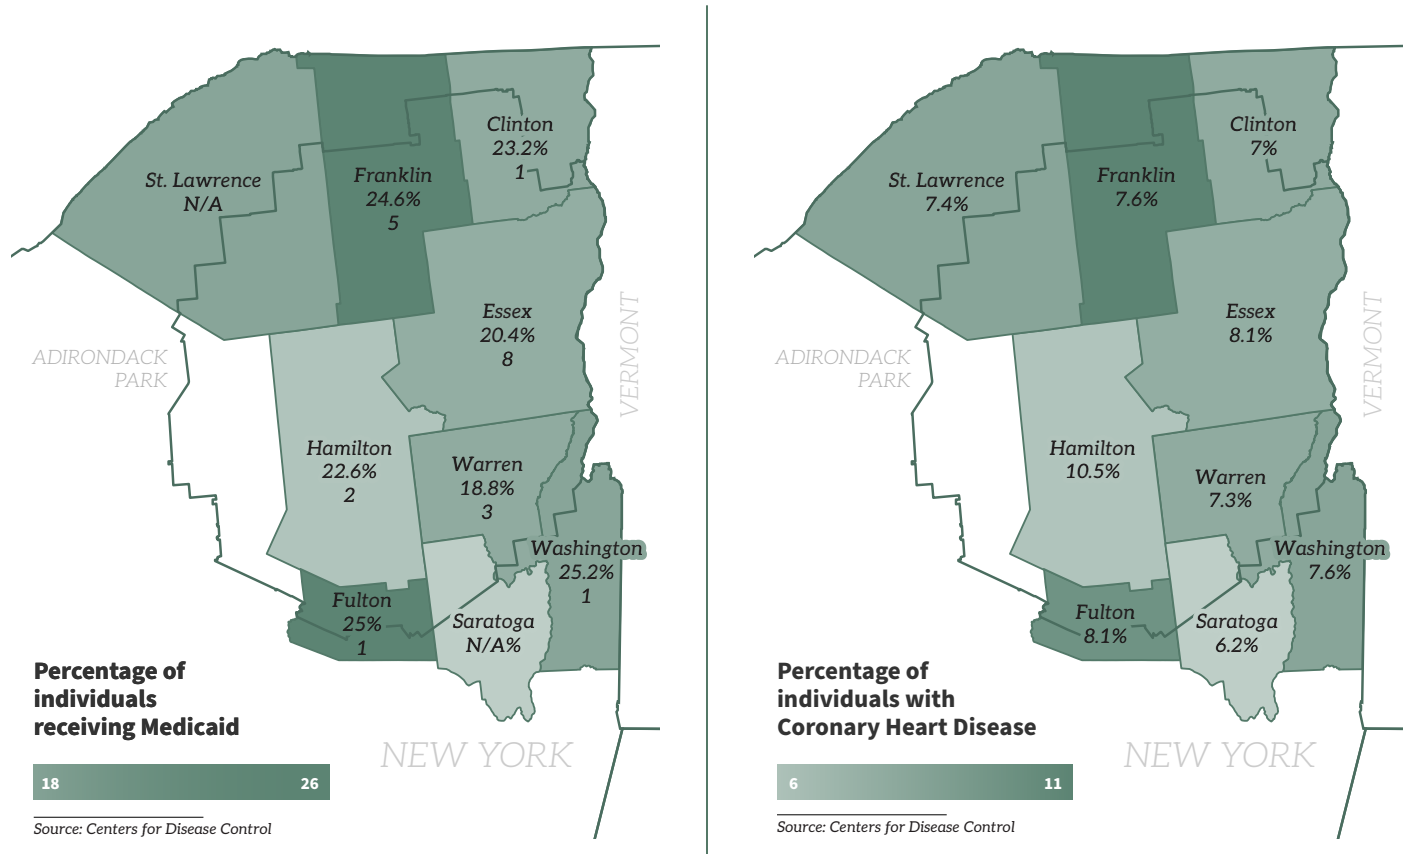 Clinton
23.2%
1
St. Lawrence
N/A
Franklin
24.6%
5
Essex
20.4%
8
ADIRONDACK
PARK
VERMONT
Hamilton
22.6%
2
Warren
18.8%
3
Washington
25.2%
1
Fulton
25%
1
Saratoga
N/A%
Percentage of
individuals
receiving Medicaid
NEW YORK
18 26
Source: Centers for Disease Control
Clinton
7%
St. Lawrence
7.4%
Franklin
7.6%
Essex
8.1%
ADIRONDACK
PARK
VERMONT
Hamilton
10.5%
Warren
7.3%
Washington
7.6%
Fulton
8.1%
Saratoga
6.2%
Percentage of
individuals with
Coronary Heart Disease
NEW YORK
6 11
Source: Centers for Disease Control